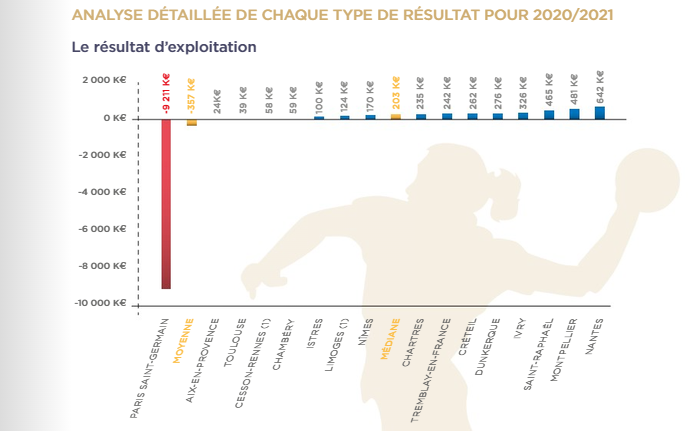 ANALYSE DÉTAILLÉE DE CHAQUE TYPE DE RÉSULTAT POUR 2020/2021
Le résultat d'exploitation
2 000 K€
0 K€
-2 000 K€
-4 000 K€
-6 000 K€
-8 000 K€
-10 000 K€
-9 211 K€
-357 K€
24K€
39 K€
58 K€
59 K€
100 K€
124 K€
170 K€
203 K€
235 K€
242 K€
262 K€
276 K€
326 K€
465 K€
481 K€
642 K€
PARIS SAINT-GERMAIN
MOYENNE
AIX-EN-PROVENCE
TOULOUSE
CESSON-RENNES (1)
CHAMBÉRY
ISTRES
LIMOGES (1)
NÎMES
MÉDIANE
CHARTRES
TREMBLAY-EN-FRANCE
CRÉTEIL
DUNKERQUE
IVRY
SAINT-RAPHAËL
MONTPELLIER
NANTES